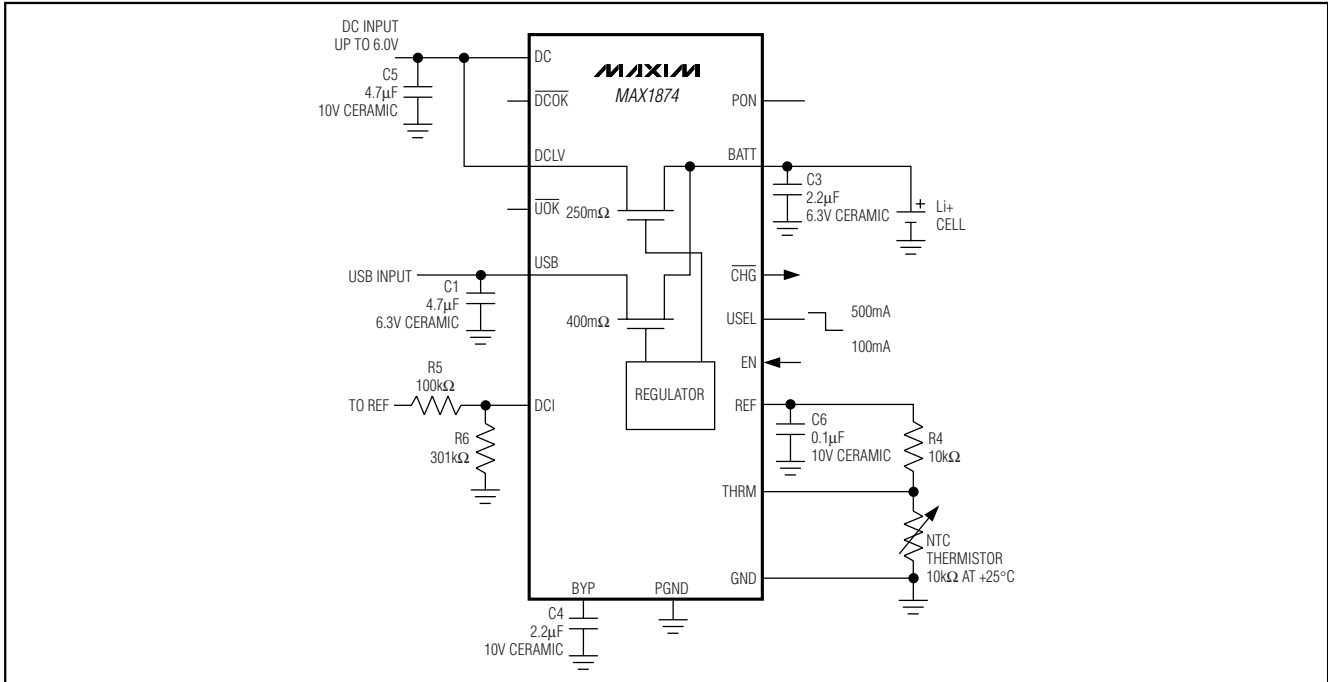 DC INPUT
UP TO 6.0V
C5
4.7µF
10V CERAMIC
DC
DCOK
DCLV
UOK
250mΩ
USB INPUT
C1
4.7µF
6.3V CERAMIC
USB
400mΩ
R5
100kΩ
TO REF
R6
301kΩ
DCI
MAXIM
MAX1874
REGULATOR
PON
BATT
C3
2.2µF
6.3V CERAMIC
+
Li+
CELL
CHG
USEL
500mA
100mA
EN
REF
C6
0.1µF
10V CERAMIC
R4
10kΩ
THRM
NTC
THERMISTOR
10kΩ AT +25°C
GND
BYP
PGND
C4
2.2µF
10V CERAMIC